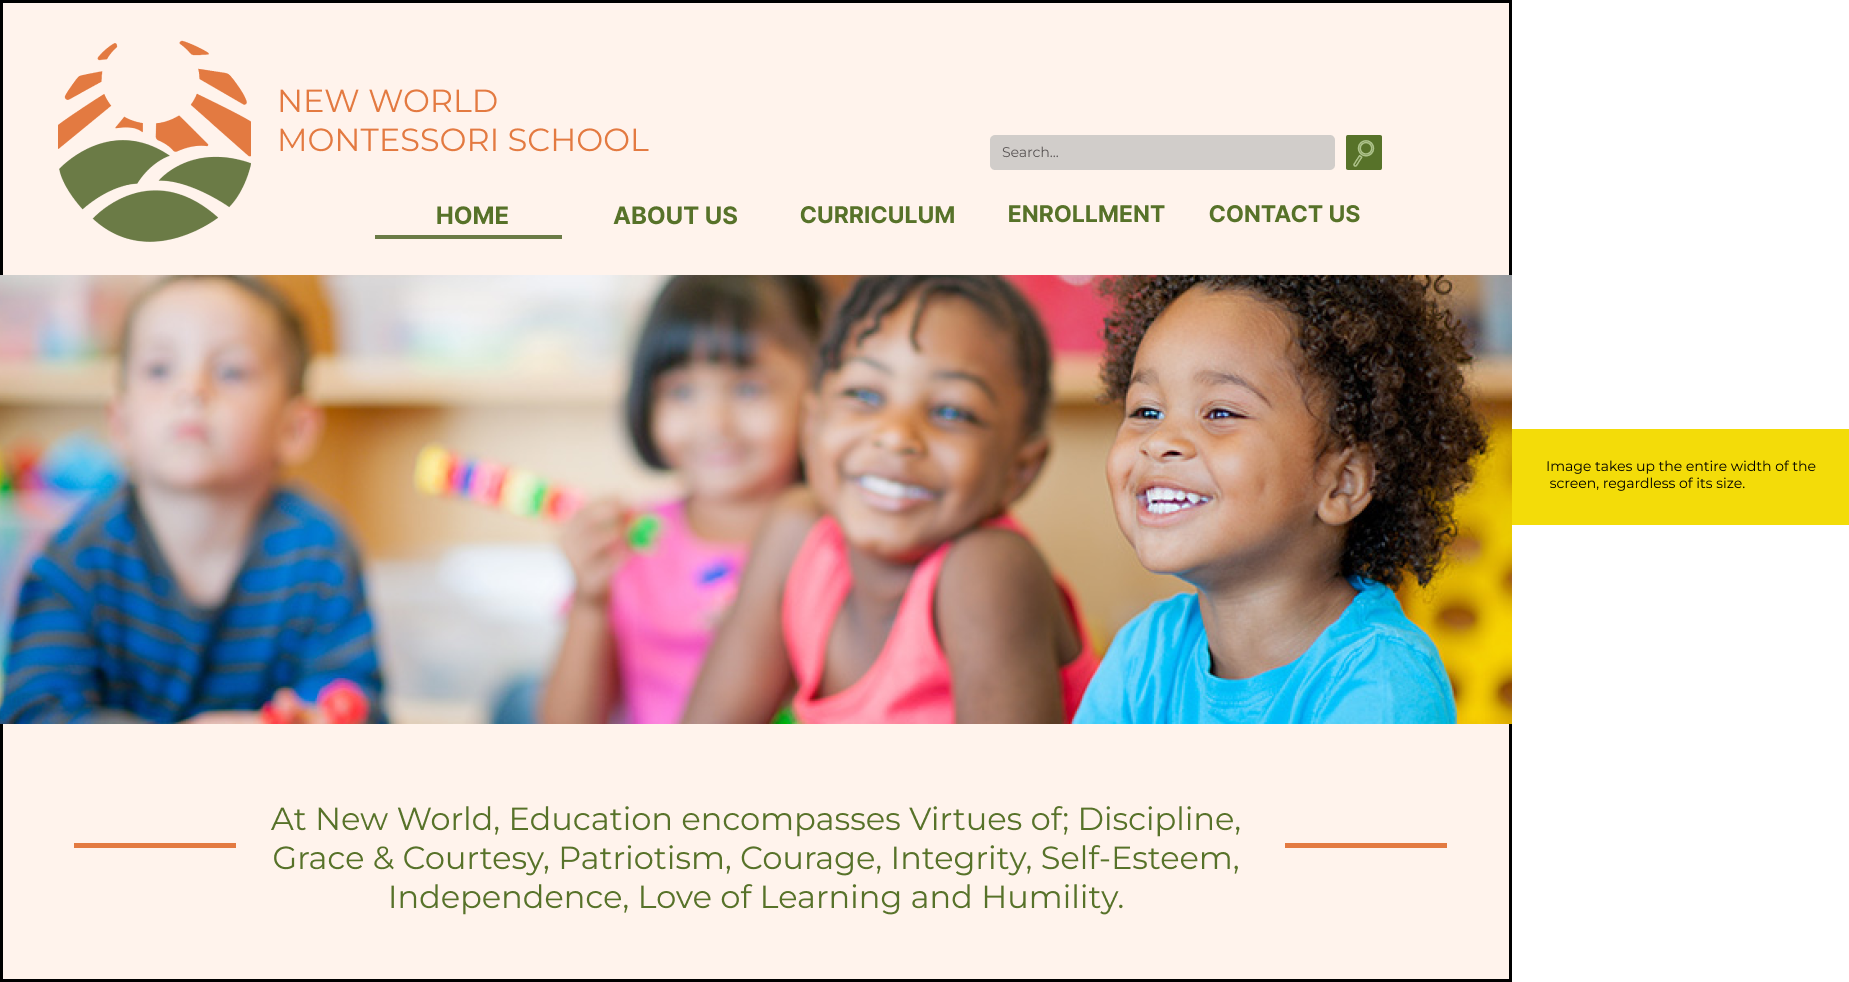 NEW WORLD
MONTESSORI SCHOOL
Search...
HOME ABOUT US CURRICULUM ENROLLMENT CONTACT US
Image takes up the entire width of the
screen, regardless of its size.
At New World, Education encompasses Virtues of; Discipline,
Grace & Courtesy, Patriotism, Courage, Integrity, Self-Esteem,
Independence, Love of Learning and Humility.